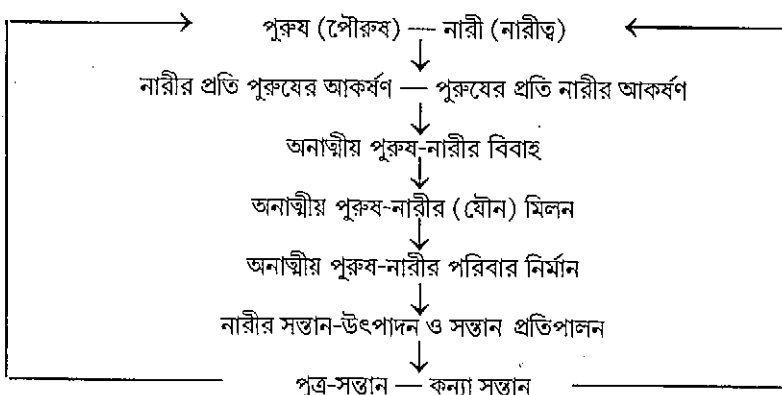 পুরুষ (পৌরুষ) — নারী (নারীত্ব)
নারীর প্রতি পুরুষের আকর্ষণ — পুরুষের প্রতি নারীর আকর্ষণ
অনাত্মীয় পুরুষ-নারীর বিবাহ
অনাত্মীয় পুরুষ-নারীর (যৌন) মিলন
অনাত্মীয় পুরুষ-নারীর পরিবার নির্মান
নারীর সন্তান-উৎপাদন ও সন্তান প্রতিপালন
পুত্র-সন্তান — কন্যা সন্তান